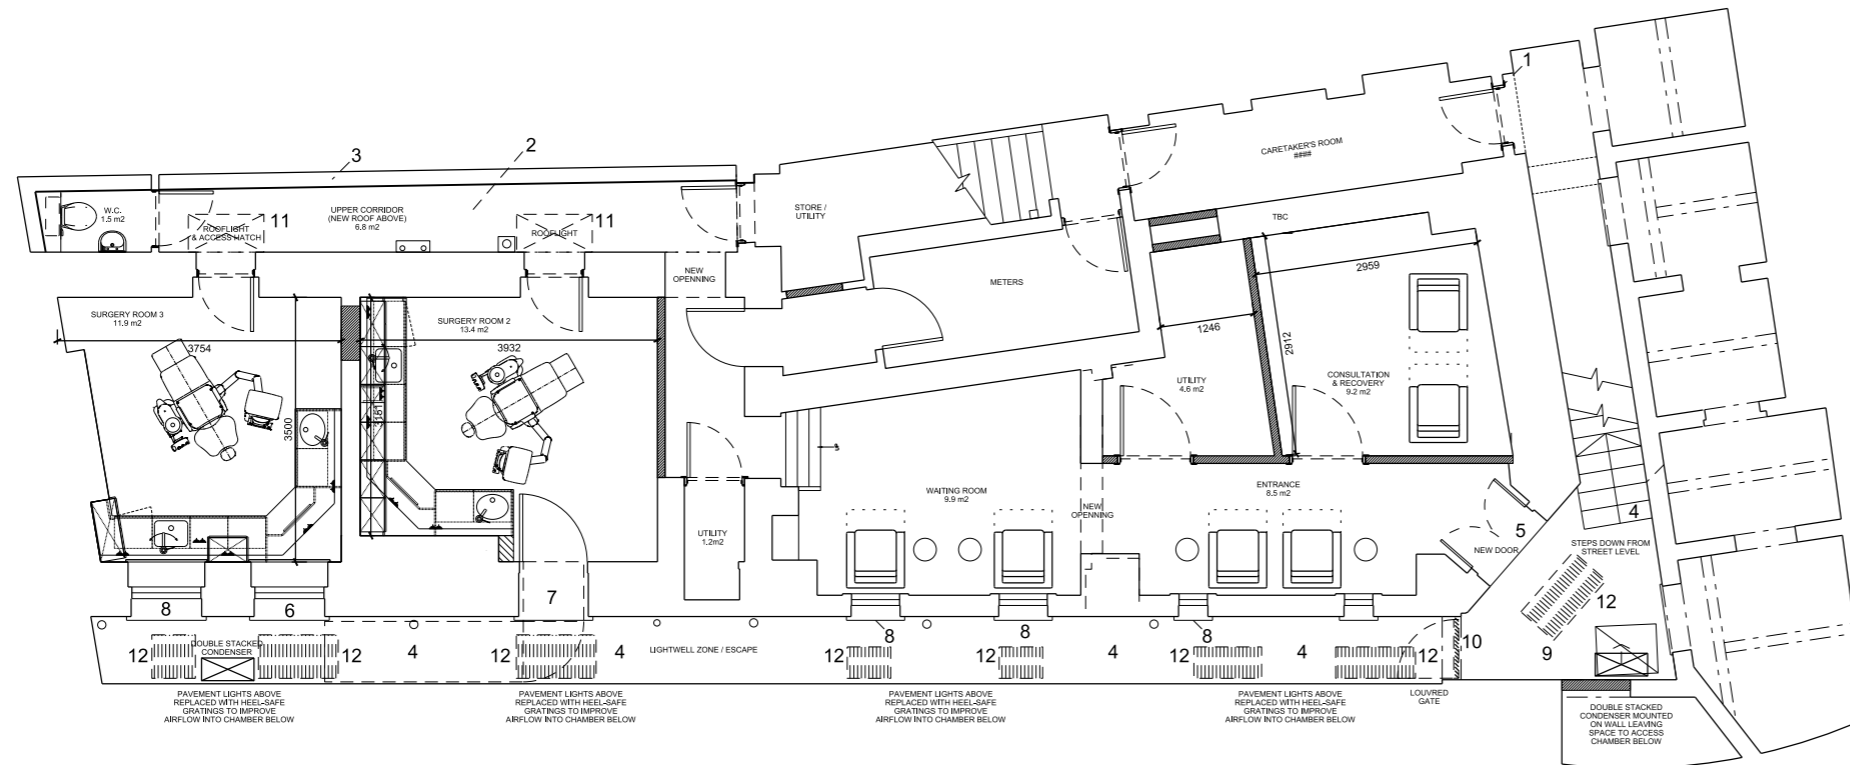 1
3
2
CARETAKER'S ROOM
####
W.C.
1.5 m2
UPPER CORRIDOR
(NEW ROOF ABOVE)
6.8 m2
STORE /
UTILITY
TBC
11
ROOFLIGHT
& ACCESS HATCH
11
ROOFLIGHT
NEW
OPENNING
METERS
2959
SURGERY ROOM 3
11.9 m2
SURGERY ROOM 2
13.4 m2
3754
3932
1246
2912
UTILITY
4.6 m2
CONSULTATION
& RECOVERY
9.2 m2
3500
3181
WAITING ROOM
9.9 m2
NEW
OPENNING
ENTRANCE
8.5 m2
4
UTILITY
1.2m2
5
NEW DOOR
STEPS DOWN FROM
STREET LEVEL
8
6
7
12
8
8
8
12
DOUBLE STACKED
CONDENSER
12
4
12
4
LIGHTWELL ZONE / ESCAPE
12
12
4
12
4
12
10
9
PAVEMENT LIGHTS ABOVE
REPLACED WITH HEEL-SAFE
GRATINGS TO IMPROVE
AIRFLOW INTO CHAMBER BELOW
PAVEMENT LIGHTS ABOVE
REPLACED WITH HEEL-SAFE
GRATINGS TO IMPROVE
AIRFLOW INTO CHAMBER BELOW
PAVEMENT LIGHTS ABOVE
REPLACED WITH HEEL-SAFE
GRATINGS TO IMPROVE
AIRFLOW INTO CHAMBER BELOW
PAVEMENT LIGHTS ABOVE
REPLACED WITH HEEL-SAFE
GRATINGS TO IMPROVE
AIRFLOW INTO CHAMBER BELOW
LOUVRED
GATE
DOUBLE STACKED
CONDENSER MOUNTED
ON WALL LEAVING
SPACE TO ACCESS
CHAMBER BELOW